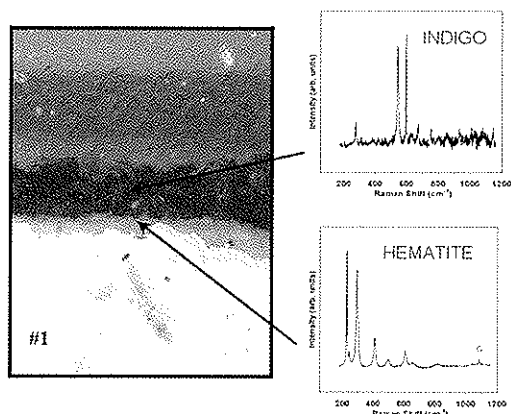 INDIGO
Intensity (arb. units)
200 400 600 800 1000 1200
Raman Shift (cm⁻¹)
HEMATITE
Intensity (arb. units)
200 400 600 800 1000 1200
Raman Shift (cm⁻¹)
#1